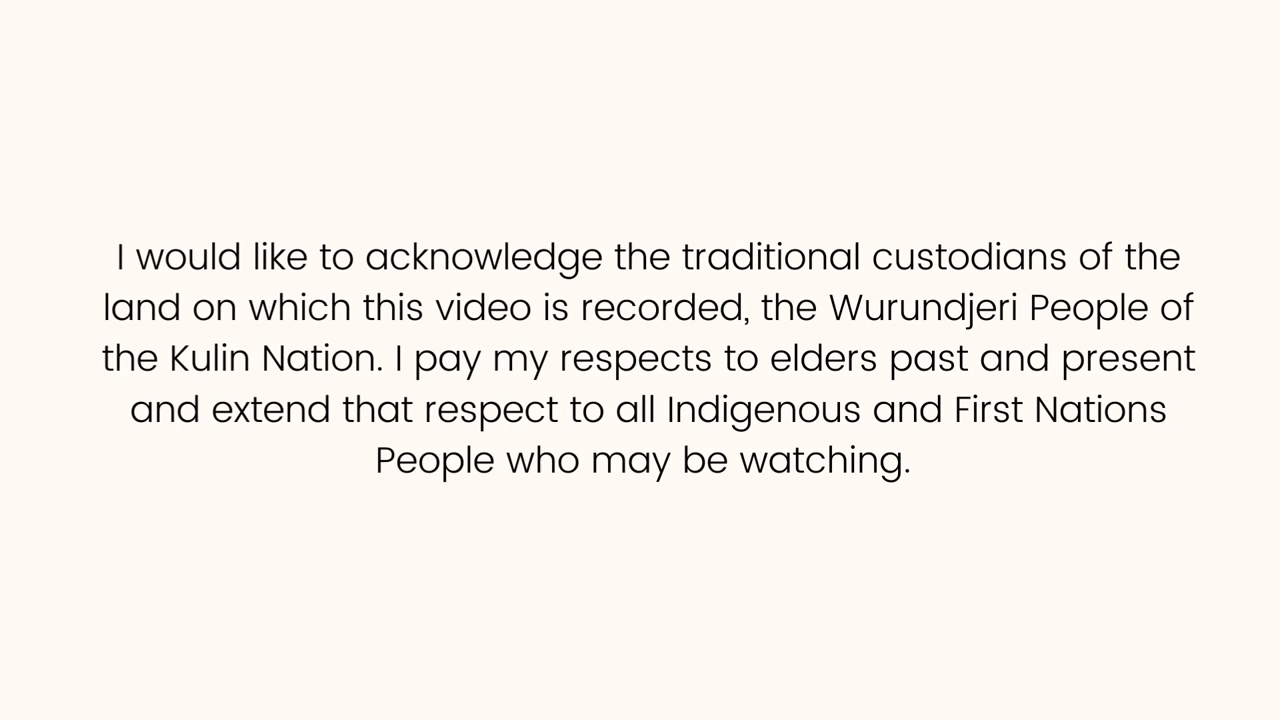 I would like to acknowledge the traditional custodians of the
land on which this video is recorded, the Wurundjeri People of
the Kulin Nation. I pay my respects to elders past and present
and extend that respect to all Indigenous and First Nations
People who may be watching.